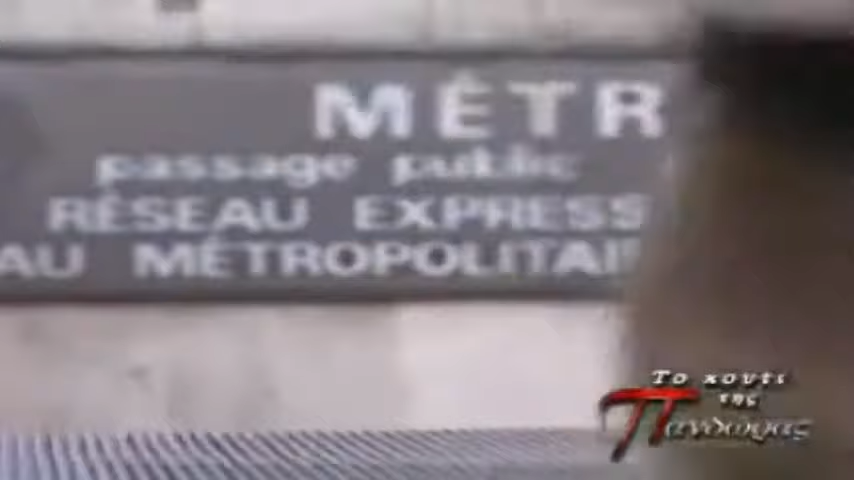 MÉTR
passage public
RÉSEAU EXPRESS
AU MÉTROPOLITAI
Το κουτί
της
Πανδώρας